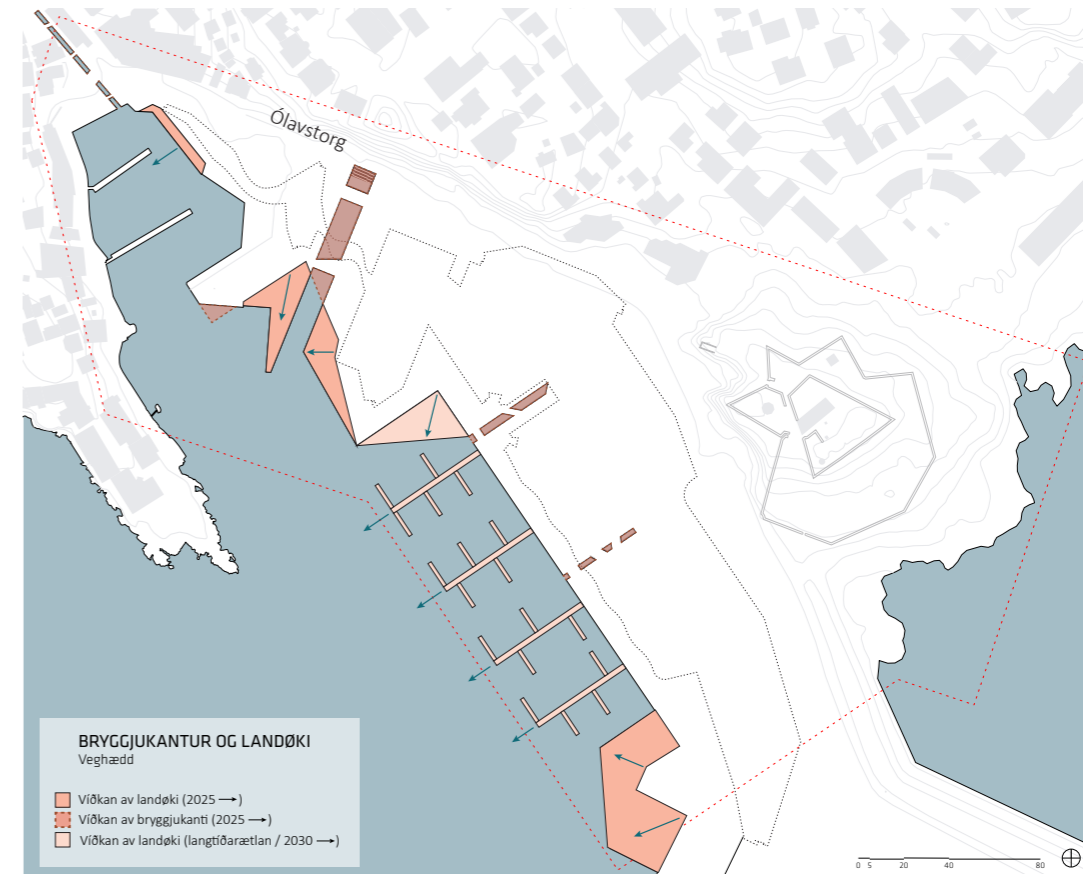 Ólavstorg
BRYGGJUKANTUR OG LANDØKI
Veghædd
Víðkan av landøki (2025 →)
Víðkan av bryggjukanti (2025 →)
Víðkan av landøki (langtíðarætlan / 2030 →)
0 5 20 40 80